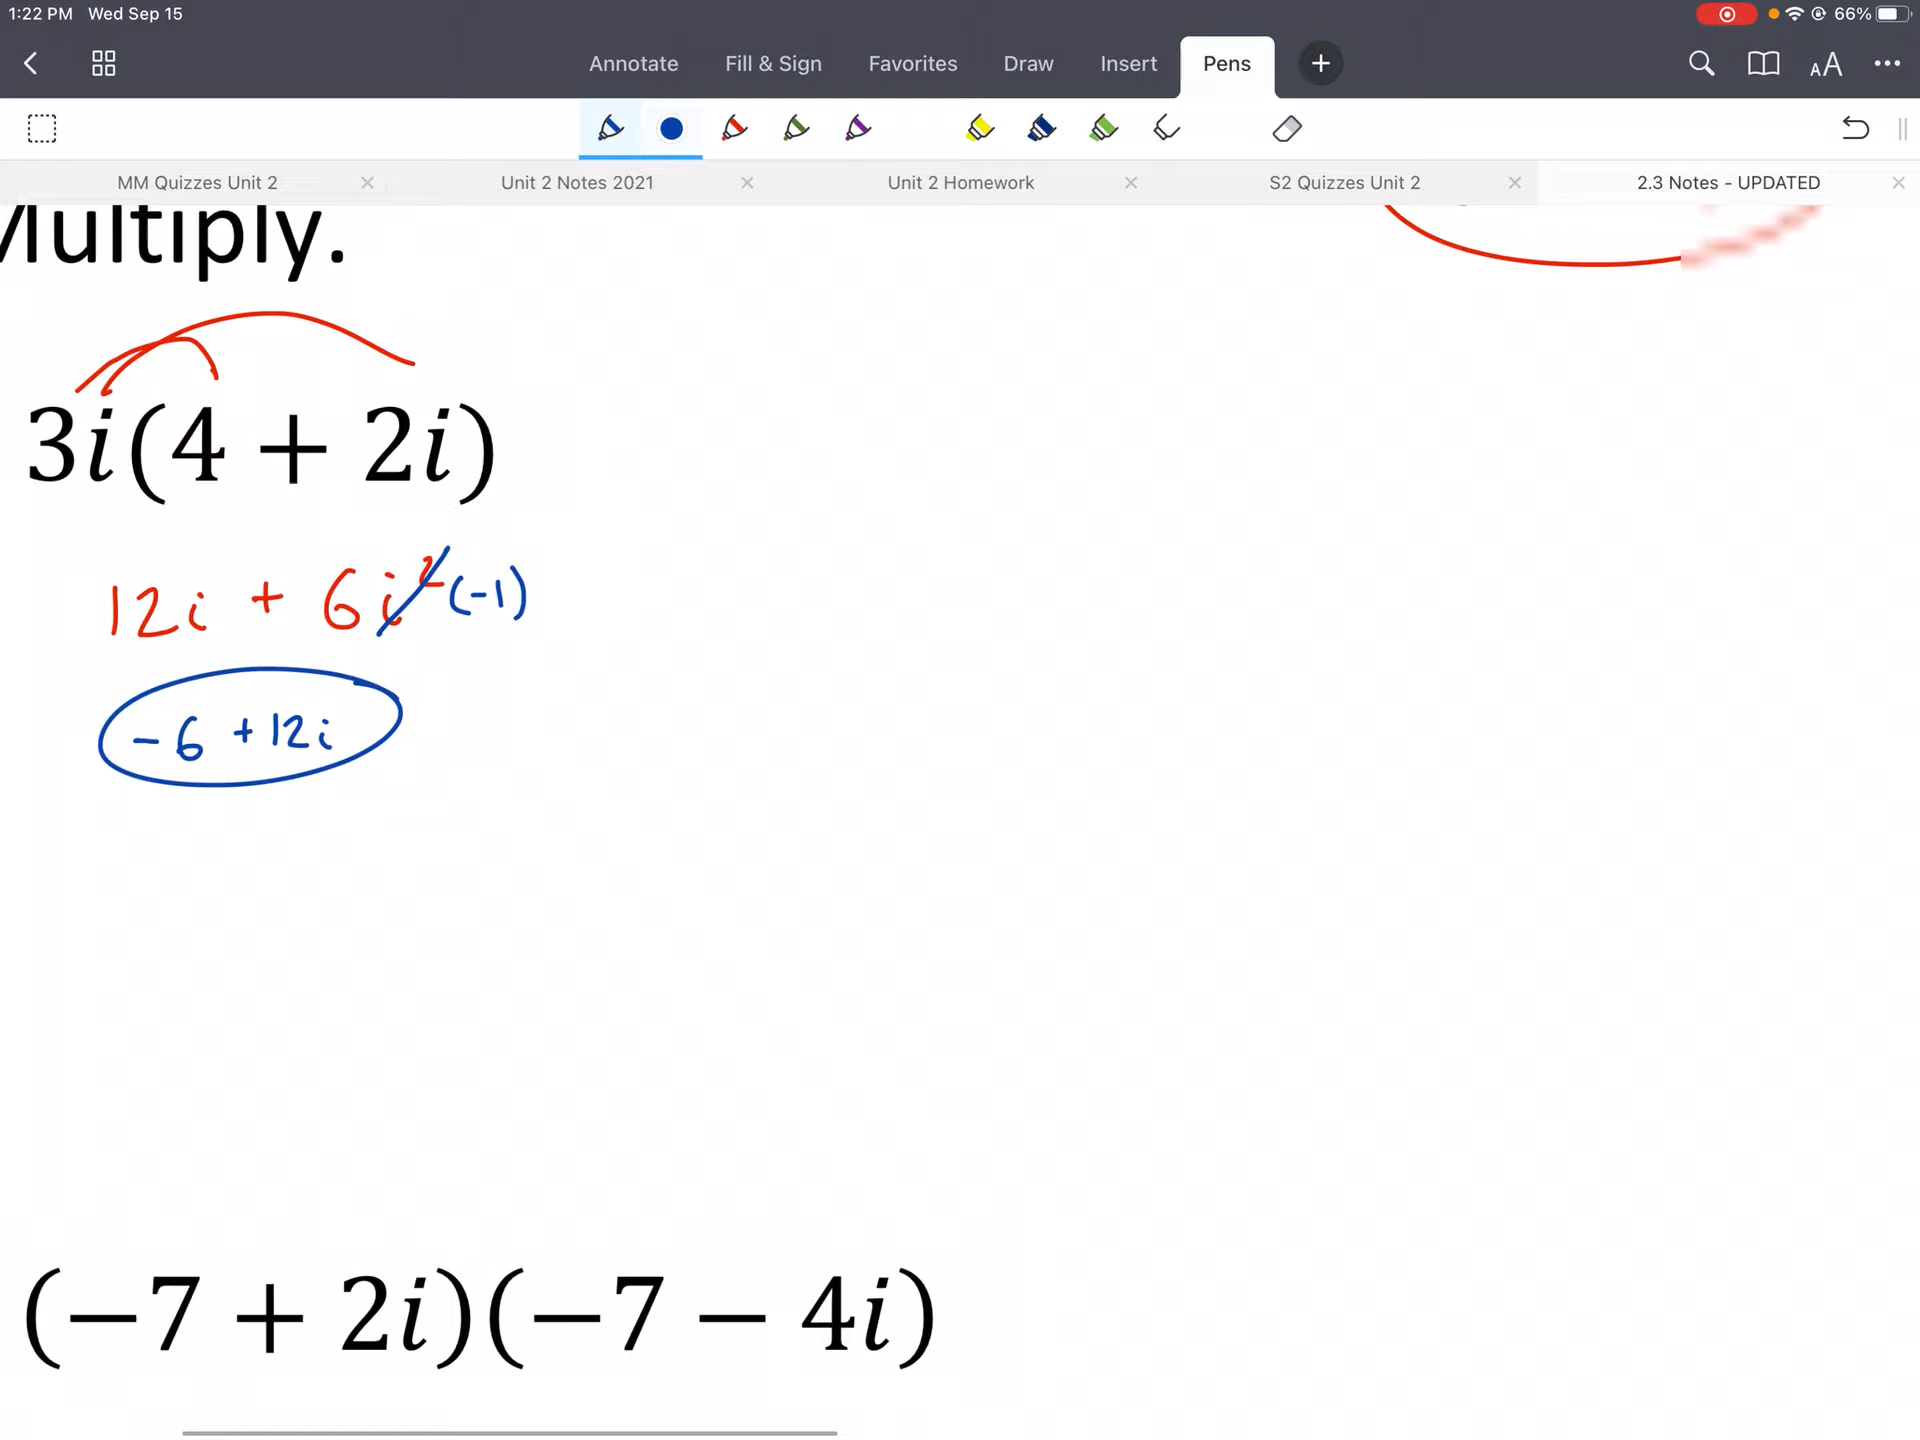 1:22 PM Wed Sep 15 66%
Annotate Fill & Sign Favorites Draw Insert Pens AA
MM Quizzes Unit 2 Unit 2 Notes 2021 Unit 2 Homework S2 Quizzes Unit 2 2.3 Notes - UPDATED
Multiply.
3i(4 + 2i)
12i + 6i² (-1)
-6 +12i
(−7 + 2i)(−7 − 4i)